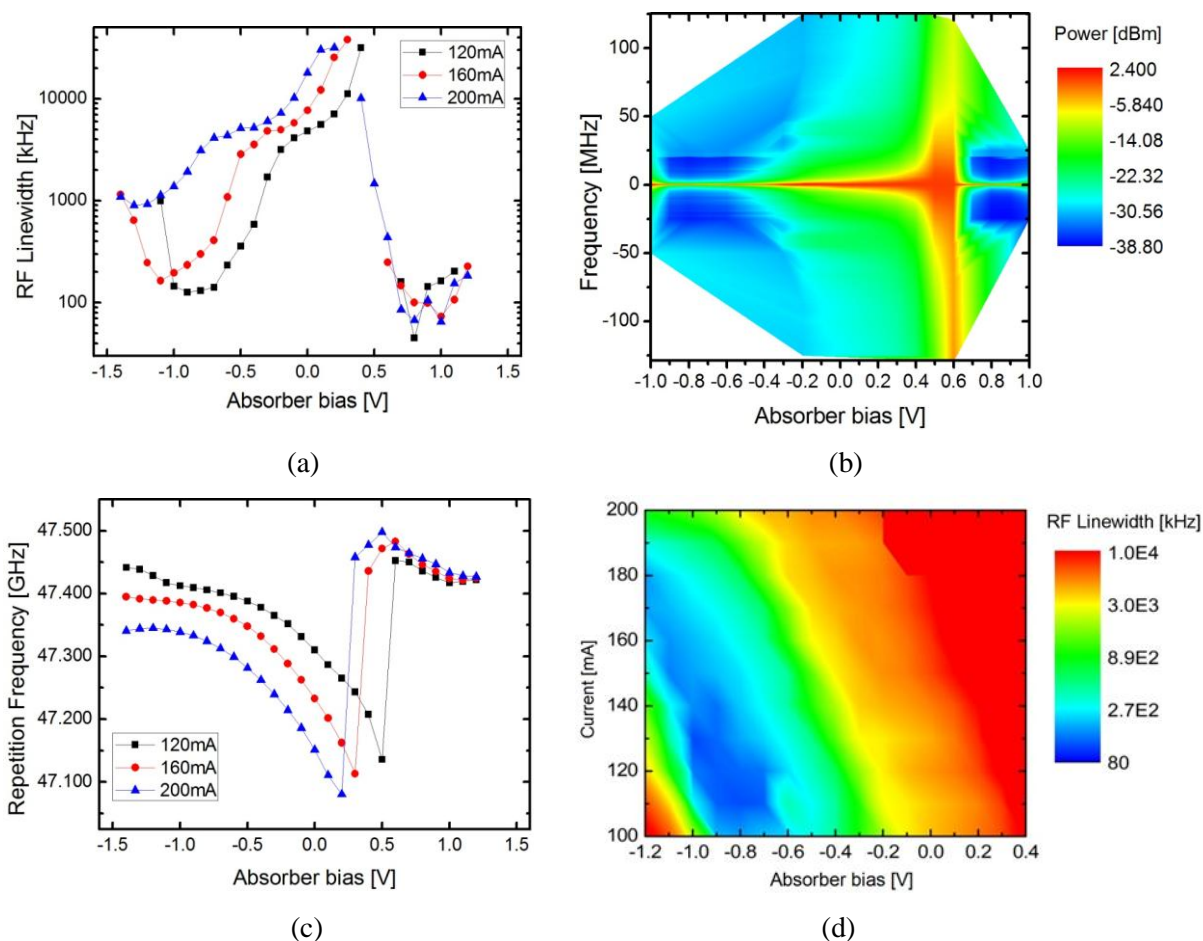 10000
1000
100
RF Linewidth [kHz]
120mA
160mA
200mA
-1.5 -1.0 -0.5 0.0 0.5 1.0 1.5
Absorber bias [V]
(a)
100
50
0
-50
-100
Frequency [MHz]
-1.0 -0.8 -0.6 -0.4 -0.2 0.0 0.2 0.4 0.6 0.8 1.0
Absorber bias [V]
Power [dBm]
2.400
-5.840
-14.08
-22.32
-30.56
-38.80
(b)
47.500
47.400
47.300
47.200
47.100
Repetition Frequency [GHz]
120mA
160mA
200mA
-1.5 -1.0 -0.5 0.0 0.5 1.0 1.5
Absorber bias [V]
(c)
200
180
160
140
120
100
Current [mA]
-1.2 -1.0 -0.8 -0.6 -0.4 -0.2 0.0 0.2 0.4
Absorber bias [V]
RF Linewidth [kHz]
1.0E4
3.0E3
8.9E2
2.7E2
80
(d)